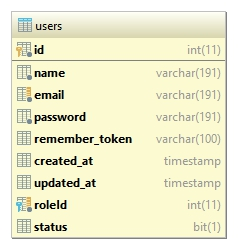 users
id int(11)
name varchar(191)
email varchar(191)
password varchar(191)
remember_token varchar(100)
created_at timestamp
updated_at timestamp
roleId int(11)
status bit(1)